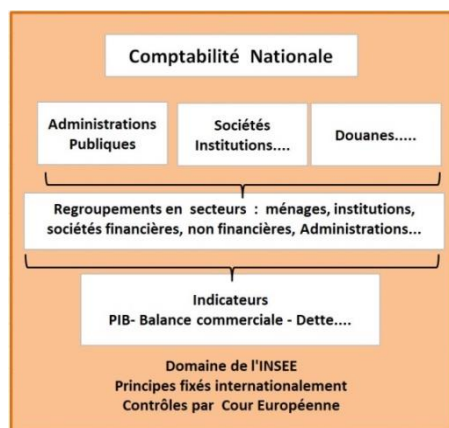 Comptabilité Nationale
Administrations
Publiques
Sociétés
Institutions....
Douanes.....
Regroupements en secteurs : ménages, institutions,
sociétés financières, non financières, Administrations...
Indicateurs
PIB- Balance commerciale - Dette....
Domaine de l'INSEE
Principes fixés internationalement
Contrôles par Cour Européenne